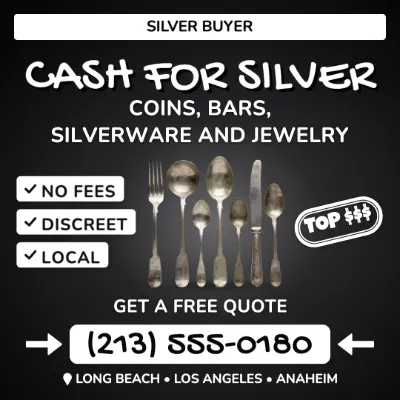 SILVER BUYER
CASH FOR SILVER
COINS, BARS,
SILVERWARE AND JEWELRY
✓ NO FEES
✓ DISCREET
✓ LOCAL
TOP $$$
GET A FREE QUOTE
(213) 555-0180
LONG BEACH • LOS ANGELES • ANAHEIM